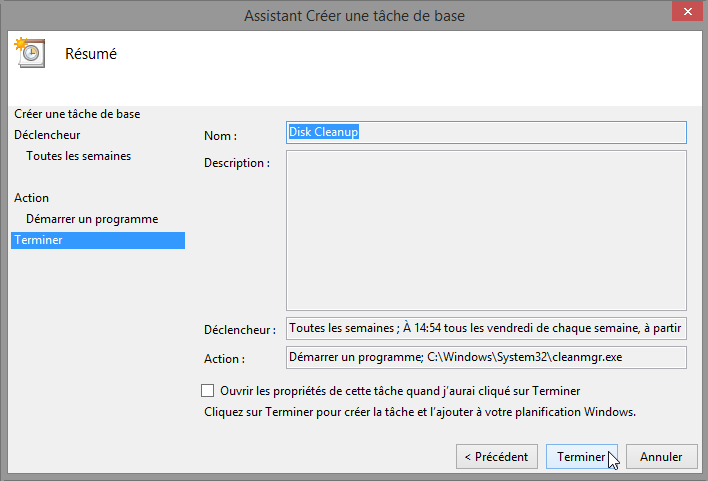 Assistant Créer une tâche de base
Résumé
Créer une tâche de base
Déclencheur
Toutes les semaines
Action
Démarrer un programme
Terminer
Nom :
Disk Cleanup
Description :
Déclencheur :
Toutes les semaines ; À 14:54 tous les vendredi de chaque semaine, à partir
Action :
Démarrer un programme; C:\Windows\System32\cleanmgr.exe
Ouvrir les propriétés de cette tâche quand j'aurai cliqué sur Terminer
Cliquez sur Terminer pour créer la tâche et l'ajouter à votre planification Windows.
< Précédent
Terminer
Annuler